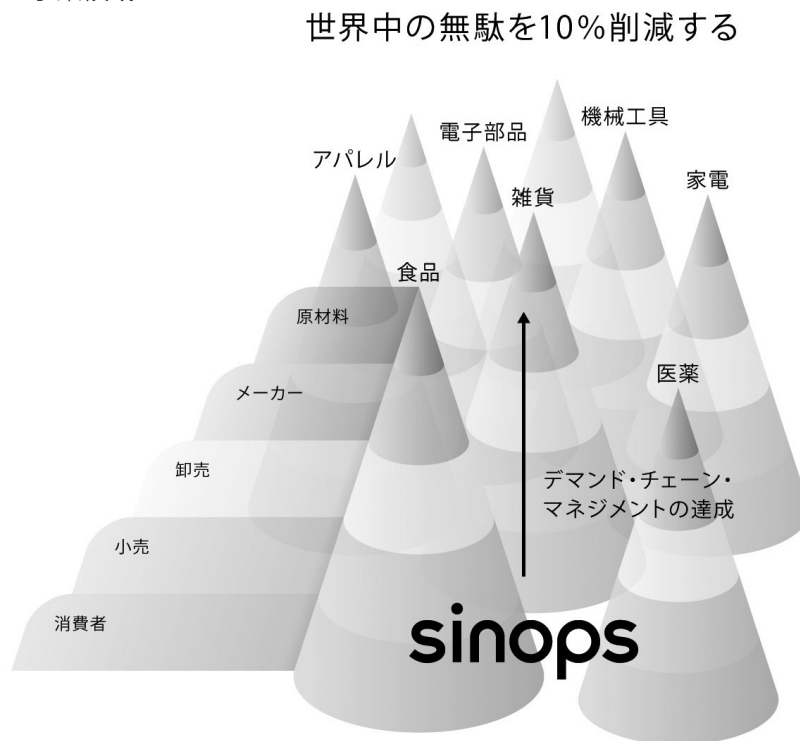 世界中の無駄を10%削減する
機械工具
電子部品
アパレル
家電
雑貨
食品
原材料
医薬
メーカー
卸売
デマンド・チェーン・
マネジメントの達成
小売
消費者
sinops